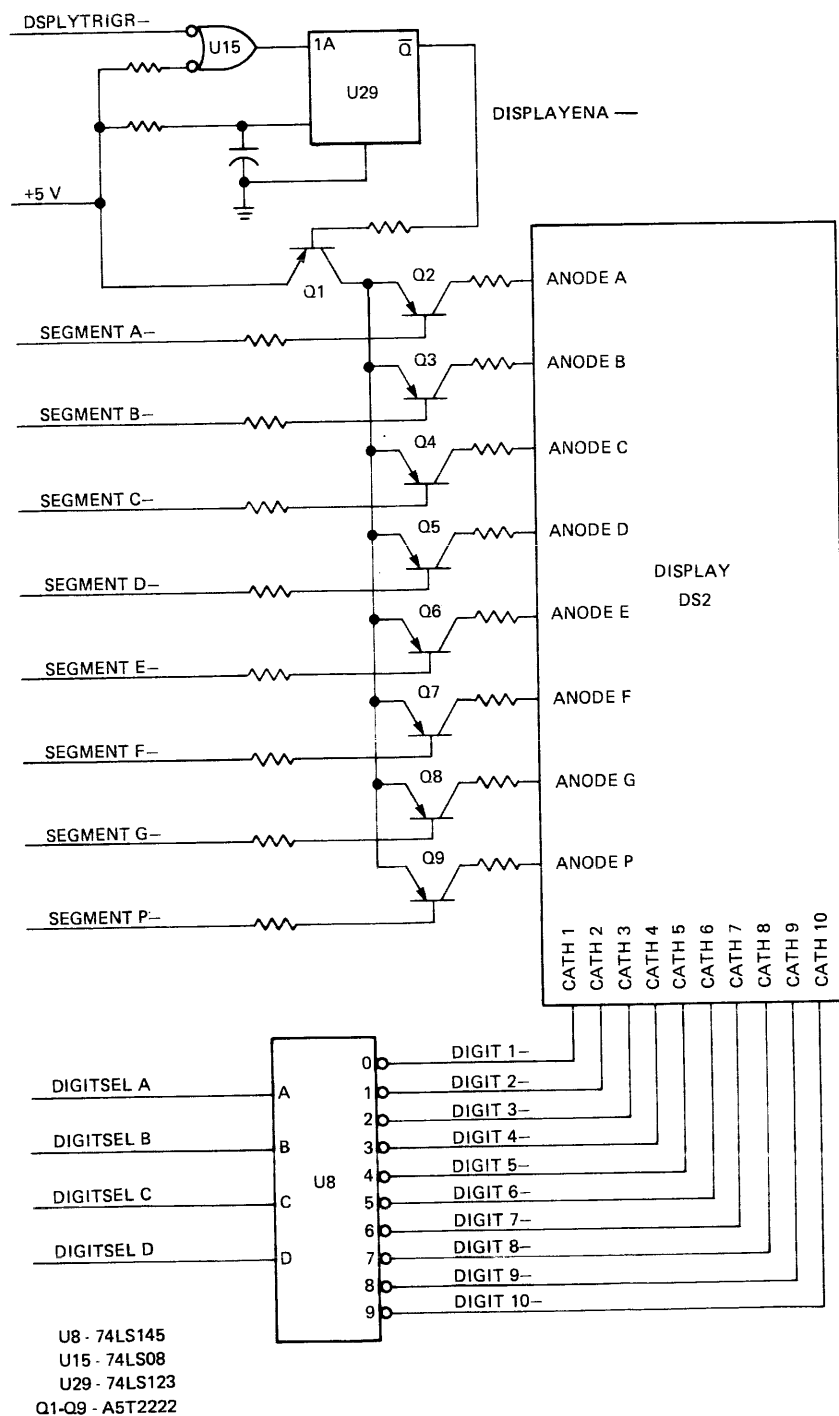 DSPLYTRIGR–
U15
1A
Q̅
U29
DISPLAYENA —
+5 V
Q1
Q2
ANODE A
SEGMENT A–
Q3
ANODE B
SEGMENT B–
Q4
ANODE C
SEGMENT C–
Q5
ANODE D
SEGMENT D–
DISPLAY
DS2
Q6
ANODE E
SEGMENT E–
Q7
ANODE F
SEGMENT F–
Q8
ANODE G
SEGMENT G–
Q9
ANODE P
SEGMENT P–
CATH 1
CATH 2
CATH 3
CATH 4
CATH 5
CATH 6
CATH 7
CATH 8
CATH 9
CATH 10
0
DIGIT 1–
DIGITSEL A
A
1
DIGIT 2–
2
DIGIT 3–
DIGITSEL B
B
3
DIGIT 4–
U8
4
DIGIT 5–
DIGITSEL C
C
5
DIGIT 6–
6
DIGIT 7–
DIGITSEL D
D
7
DIGIT 8–
8
DIGIT 9–
9
DIGIT 10–
U8 - 74LS145
U15 - 74LS08
U29 - 74LS123
Q1-Q9 - A5T2222